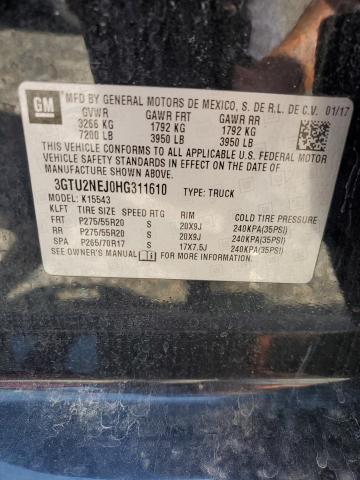 GM
MFD BY GENERAL MOTORS DE MEXICO, S. DE R.L. DE C.V. 01/17
GVWR GAWR FRT GAWR RR
3266 KG 1792 KG 1792 KG
7200 LB 3950 LB 3950 LB
THIS VEHICLE CONFORMS TO ALL APPLICABLE U.S. FEDERAL
MOTOR VEHICLE SAFETY STANDARDS IN EFFECT ON THE DATE OF
MANUFACTURE SHOWN ABOVE.
3GTU2NEJ0HG311610 TYPE: TRUCK
MODEL: K15543
KLFT TIRE SIZE SPEED RTG RIM COLD TIRE PRESSURE
FRT P275/55R20 S 20X9J 240KPA(35PSI)
RR P275/55R20 S 20X9J 240KPA(35PSI)
SPA P265/70R17 S 17X7.5J 240KPA(35PSI)
SEE OWNER'S MANUAL FOR MORE INFORMATION.